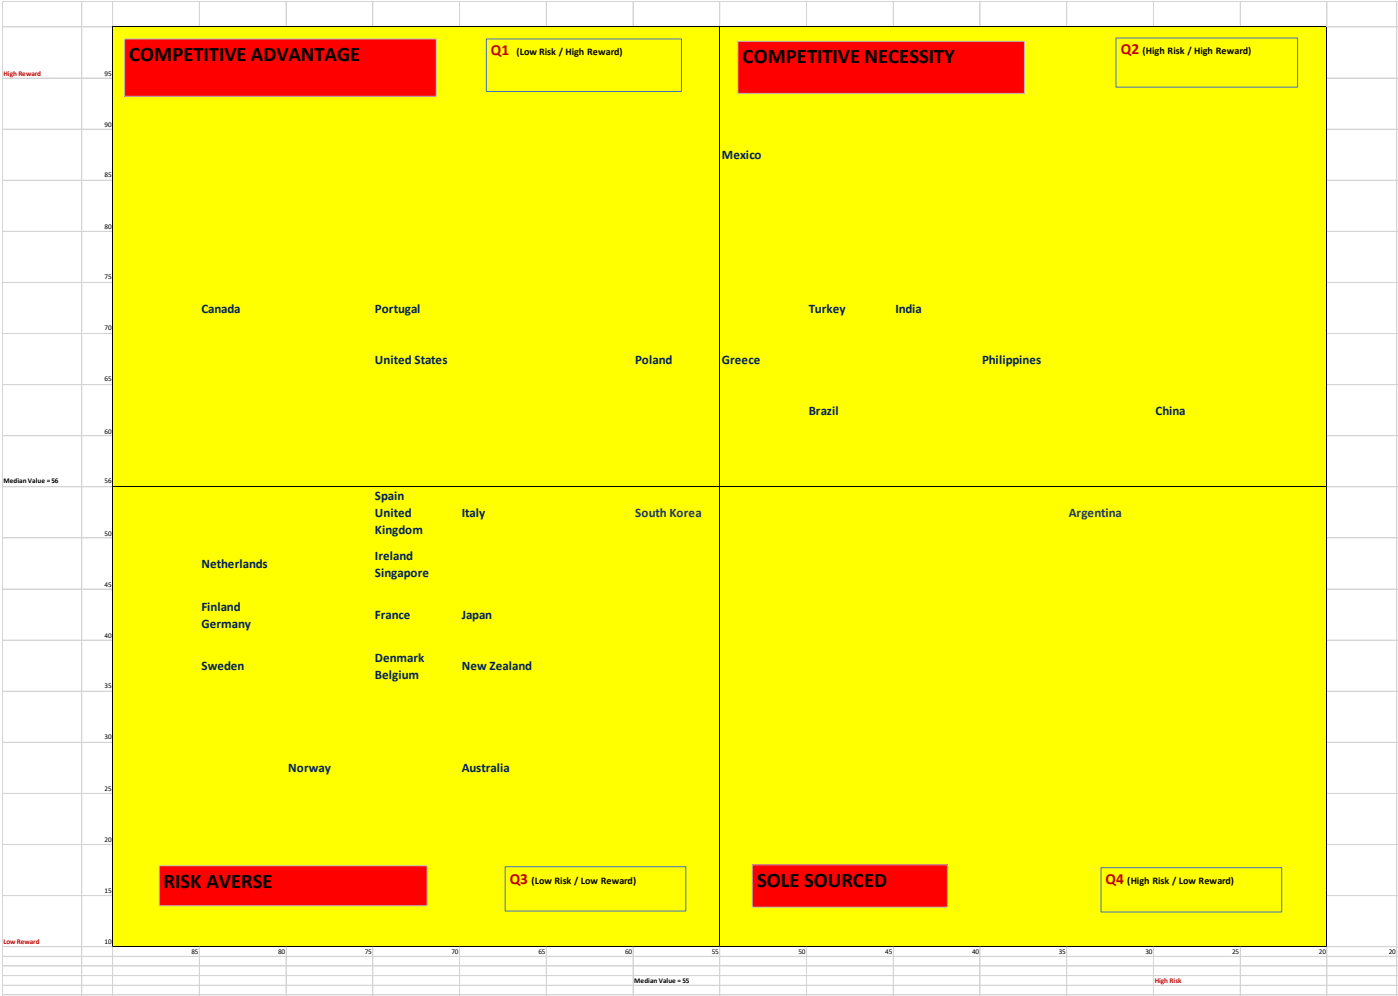 COMPETITIVE ADVANTAGE
Q1 (Low Risk / High Reward)
COMPETITIVE NECESSITY
Q2 (High Risk / High Reward)
High Reward
95
90
Mexico
85
80
75
Canada
Portugal
Turkey
India
70
United States
Poland
Greece
Philippines
65
Brazil
China
60
Median Value = 56
56
Spain
United
Kingdom
Italy
South Korea
Argentina
50
Netherlands
Ireland
Singapore
45
Finland
Germany
France
Japan
40
Sweden
Denmark
Belgium
New Zealand
35
30
Norway
Australia
25
20
RISK AVERSE
Q3 (Low Risk / Low Reward)
SOLE SOURCED
Q4 (High Risk / Low Reward)
15
Low Reward
10
85 80 75 70 65 60 55 50 45 40 35 30 25 20 20
Median Value = 55
High Risk